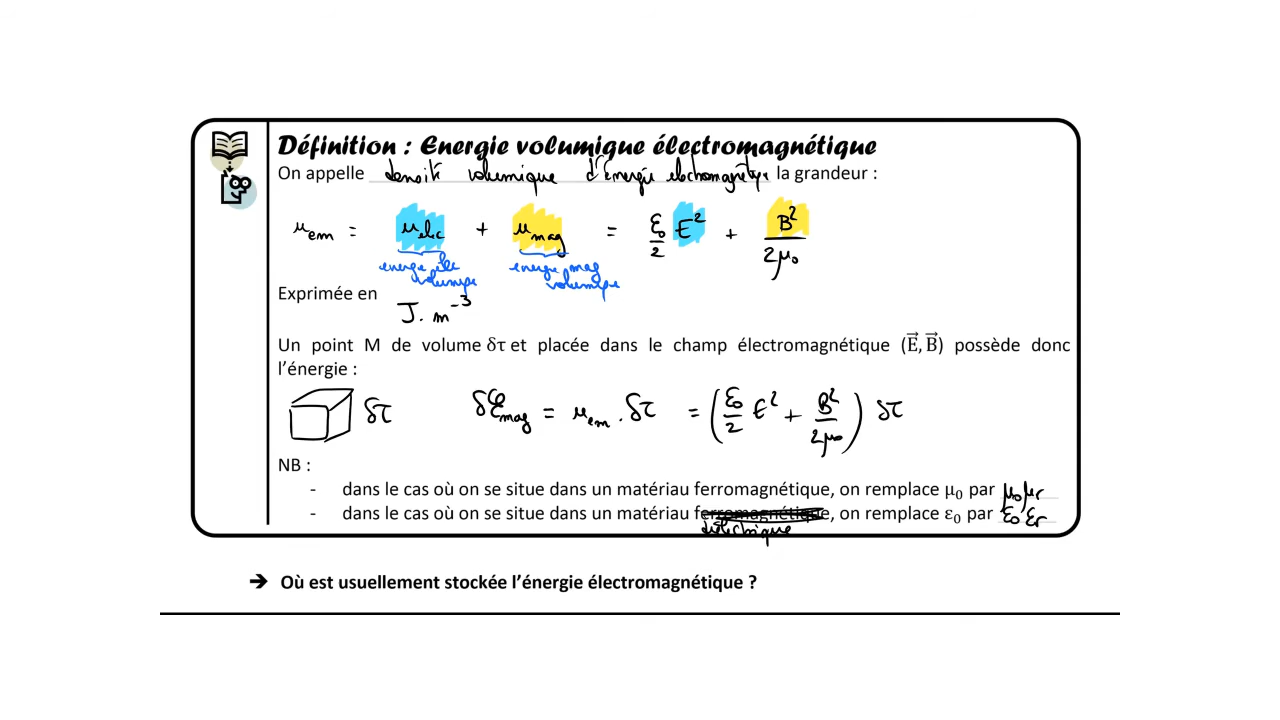 Définition : Energie volumique électromagnétique
On appelle densité volumique d'énergie électromagnétique la grandeur :
u_em = u_elec + u_mag = ε₀/2 E² + B²/2μ₀
énergie élec volumique énergie mag volumique
Exprimée en J.m⁻³
Un point M de volume δτ et placée dans le champ électromagnétique (E⃗, B⃗) possède donc
l'énergie :
δτ δℰ_mag = u_em . δτ = (ε₀/2 E² + B²/2μ₀) δτ
NB :
- dans le cas où on se situe dans un matériau ferromagnétique, on remplace μ₀ par μ₀μr
- dans le cas où on se situe dans un matériau ferromagnétique, on remplace ε₀ par ε₀εr
diélectrique
➔ Où est usuellement stockée l'énergie électromagnétique ?